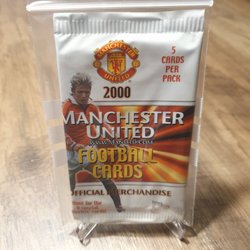 MANCHESTER
UNITED
5
CARDS
PER
PACK
2000
MANCHESTER
UNITED
FOOTBALL
CARDS
OFFICIAL MERCHANDISE